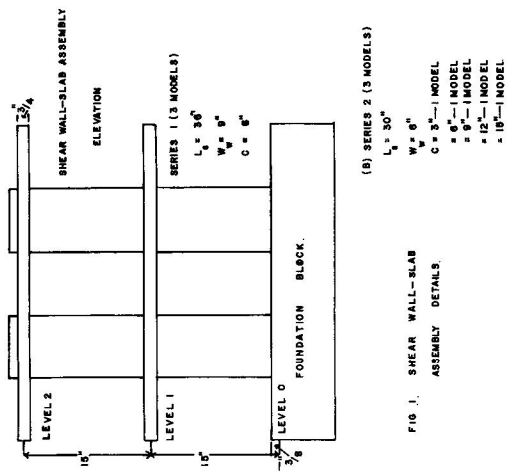 3/4"
SHEAR WALL-SLAB ASSEMBLY
ELEVATION
LEVEL 2
15"
SERIES 1 (3 MODELS)
Ls = 36"
Ww = 9"
C = 6"
LEVEL 1
15"
LEVEL 0
3/8"
FOUNDATION BLOCK.
(B) SERIES 2 (3 MODELS)
Ls = 30"
Ww = 6"
C = 3"—1 MODEL
= 6"—1 MODEL
= 9"—1 MODEL
= 12"—1 MODEL
—1 MODEL
FIG 1. SHEAR WALL-SLAB
ASSEMBLY DETAILS.